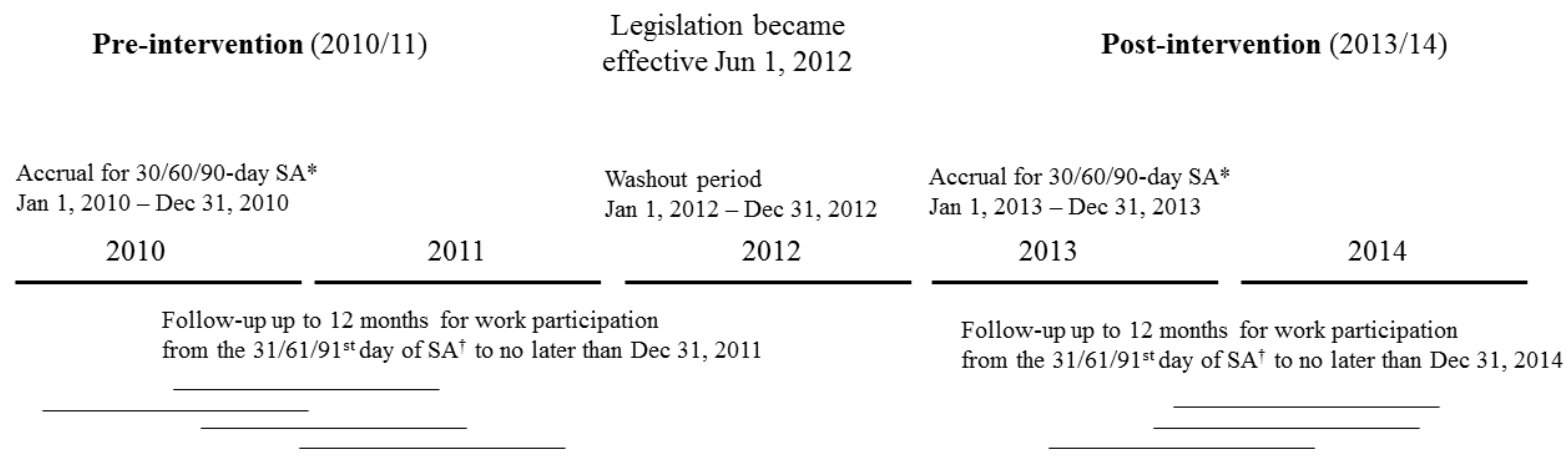 Pre-intervention (2010/11)
Legislation became
effective Jun 1, 2012
Post-intervention (2013/14)
Accrual for 30/60/90-day SA*
Jan 1, 2010 – Dec 31, 2010
Washout period
Jan 1, 2012 – Dec 31, 2012
Accrual for 30/60/90-day SA*
Jan 1, 2013 – Dec 31, 2013
2010
2011
2012
2013
2014
Follow-up up to 12 months for work participation
from the 31/61/91st day of SA† to no later than Dec 31, 2011
Follow-up up to 12 months for work participation
from the 31/61/91st day of SA† to no later than Dec 31, 2014